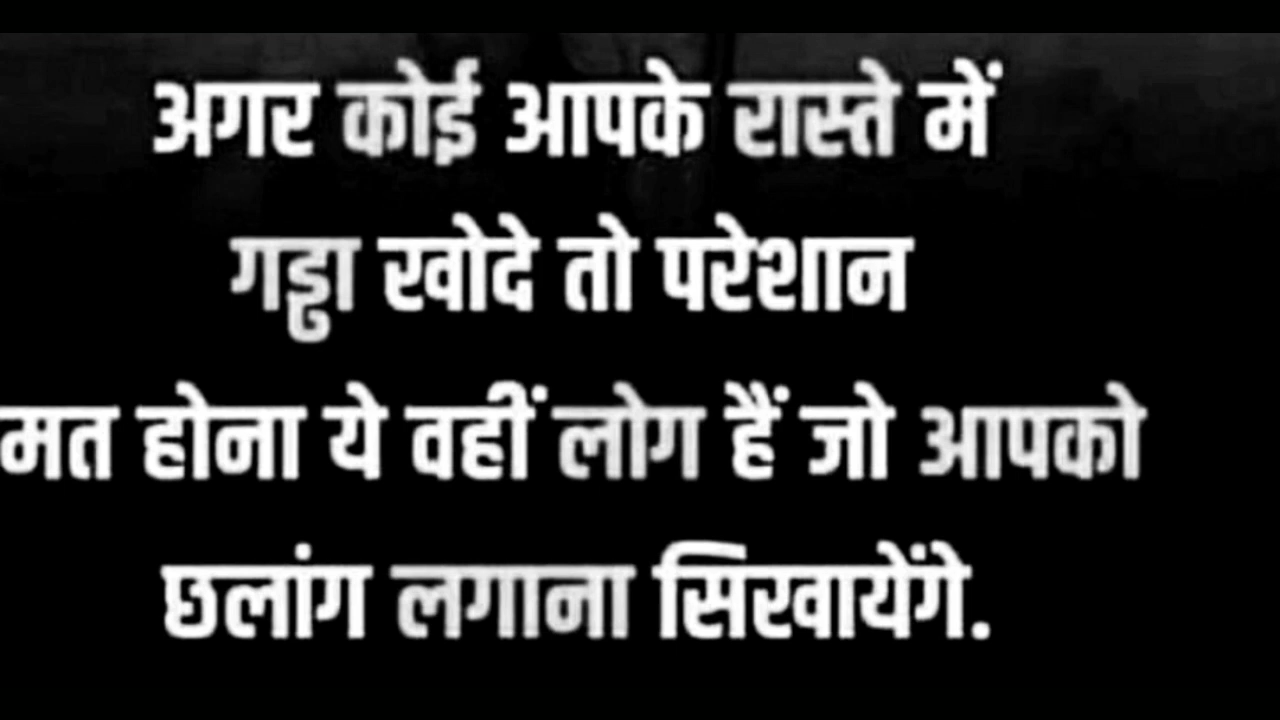 अगर कोई आपके रास्ते में
गड्ढा खोदे तो परेशान
मत होना ये वहीं लोग हैं जो आपको
छलांग लगाना सिखायेंगे.